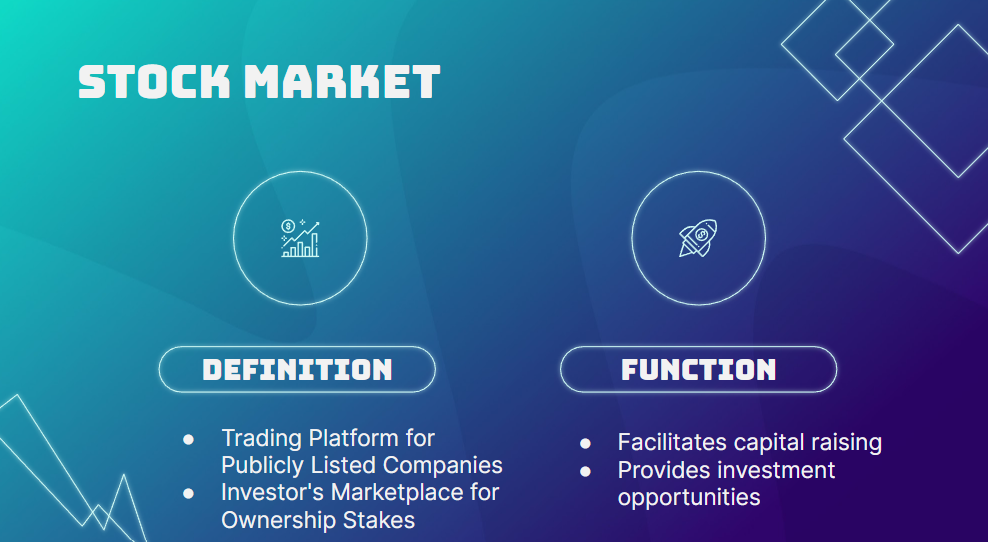 STOCK MARKET
DEFINITION
● Trading Platform for
Publicly Listed Companies
● Investor's Marketplace for
Ownership Stakes
FUNCTION
● Facilitates capital raising
● Provides investment
opportunities